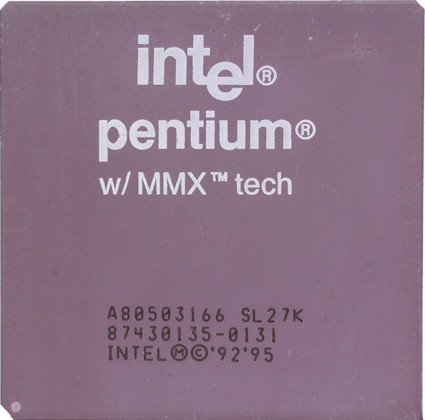 intel®
pentium®
w/ MMX™ tech
A80503166 SL27K
87430135-0131
INTEL Ⓜ © '92 '95